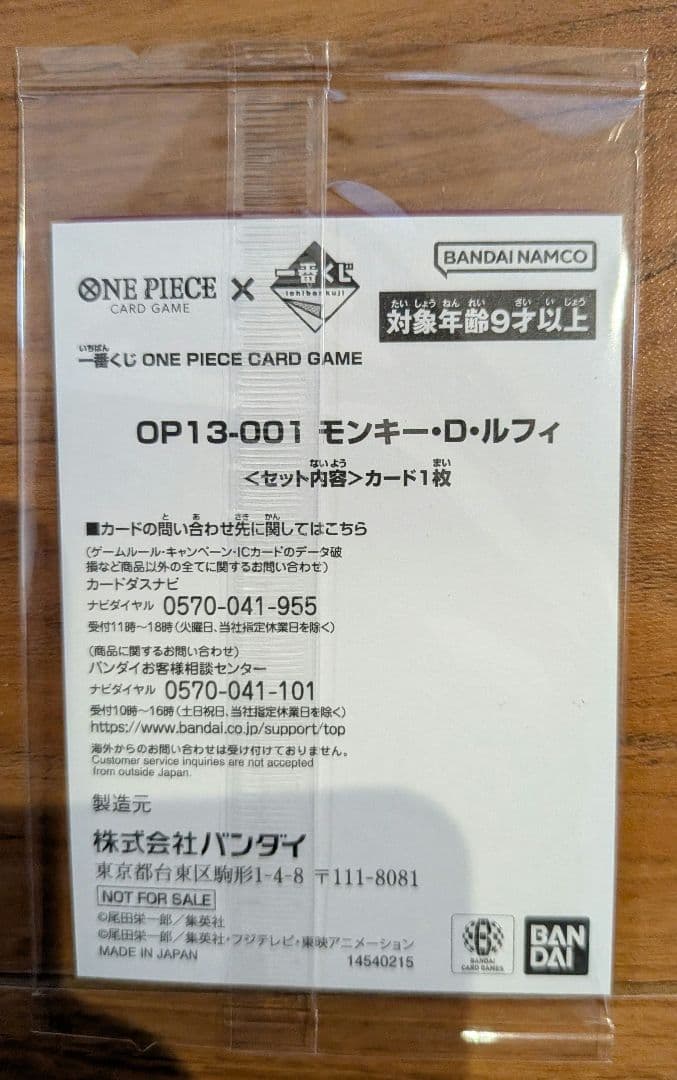 ONE PIECE
CARD GAME
×
一番くじ
ichiban kuji
BANDAI NAMCO
たいしょうねんれい ざいいじょう
対象年齢9才以上
いちばん
一番くじ ONE PIECE CARD GAME
OP13-001 モンキー・D・ルフィ
ないよう まい
＜セット内容＞カード1枚
と あ さき かん
■カードの問い合わせ先に関してはこちら
(ゲームルール・キャンペーン・ICカードのデータ破
損など商品以外の全てに関するお問い合わせ)
カードダスナビ
ナビダイヤル 0570-041-955
受付11時～18時(火曜日、当社指定休業日を除く)
(商品に関するお問い合わせ)
バンダイお客様相談センター
ナビダイヤル 0570-041-101
受付10時～16時(土日祝日、当社指定休業日を除く)
https://www.bandai.co.jp/support/top
海外からのお問い合わせは受け付けておりません。
Customer service inquiries are not accepted
from outside Japan.
製造元
株式会社バンダイ
東京都台東区駒形1-4-8 〒111-8081
NOT FOR SALE
©尾田栄一郎／集英社
©尾田栄一郎／集英社・フジテレビ・東映アニメーション
MADE IN JAPAN 14540215
BANDAI
CARD GAMES
BAN
DAI